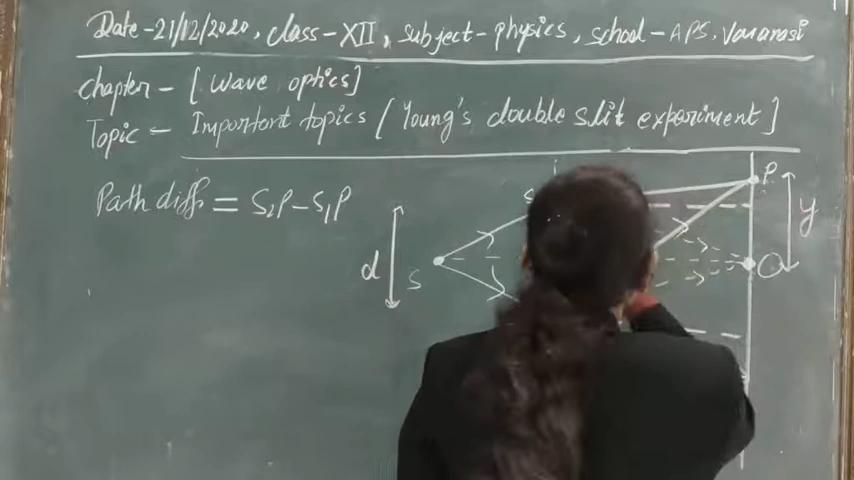 Date-21/12/2020, class-XII, subject-physics, school-APS, Varanasi
chapter - [wave optics]
Topic - Important topics [Young's double slit experiment]
Path diff = S₂P-S₁P
P
y
d
S
S
O